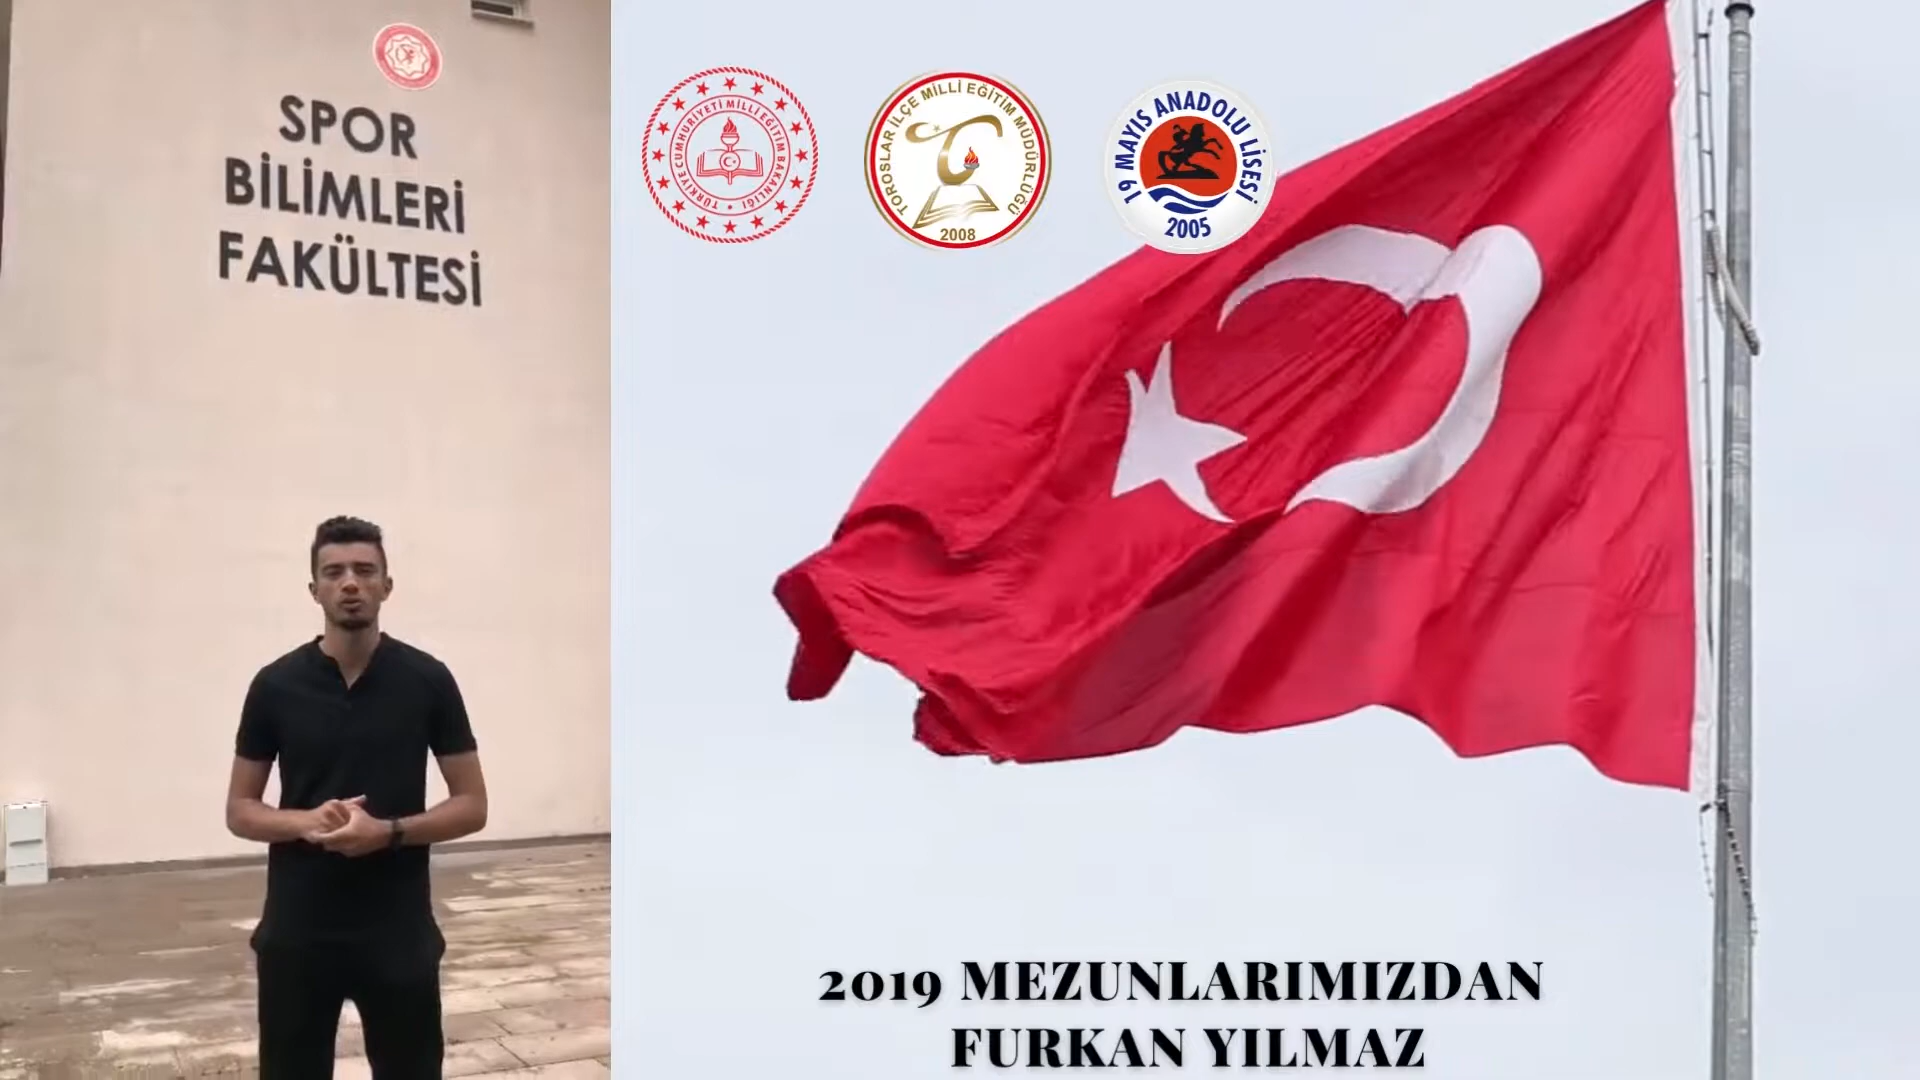 SPOR
BİLİMLERİ
FAKÜLTESİ
TÜRKİYE CUMHURİYETİ MİLLÎ EĞİTİM BAKANLIĞI
TOROSLAR İLÇE MİLLİ EĞİTİM MÜDÜRLÜĞÜ
2008
19 MAYIS ANADOLU LİSESİ
2005
2019 MEZUNLARIMIZDAN
FURKAN YILMAZ